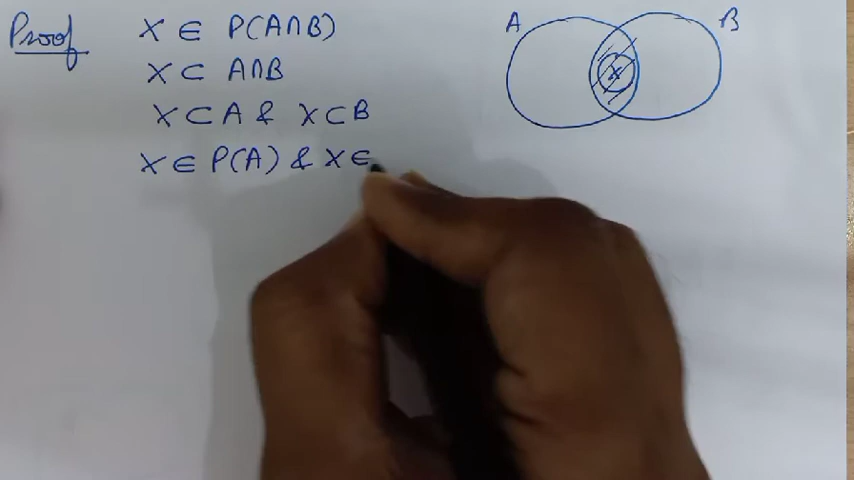 Proof X ∈ P(A∩B)
X ⊂ A∩B
X ⊂ A & X ⊂ B
X ∈ P(A) & X ∈
A B
X